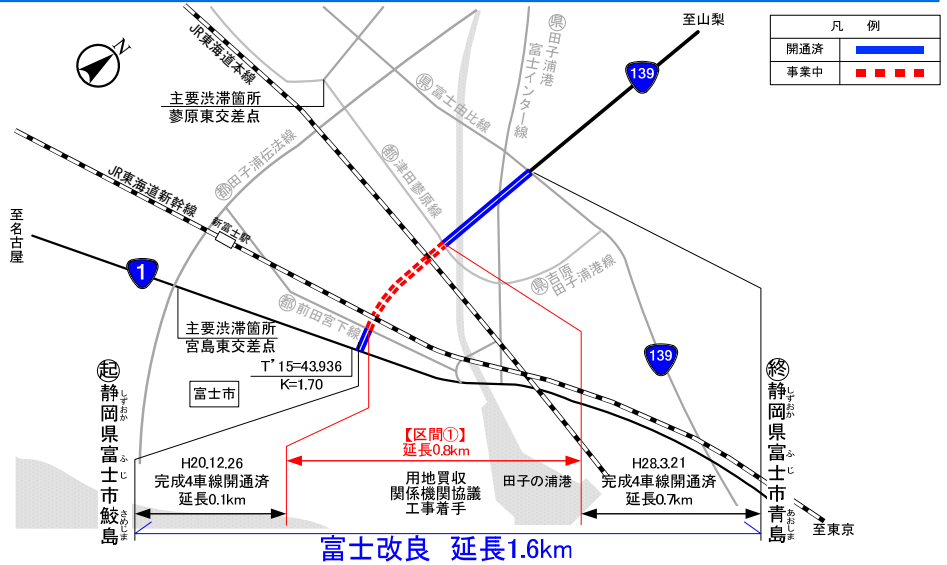 凡 例
開通済
事業中
N
至山梨
139
JR東海道本線
主要渋滞箇所
蓼原東交差点
県田子浦港
富士インター線
県富士由比線
都田子浦伝法線
都津田蓼原線
JR東海道新幹線
新富士駅
至名古屋
1
都前田宮下線
県吉原
田子浦港線
主要渋滞箇所
宮島東交差点
T'15=43.936
K=1.70
富士市
139
起静岡県富士市鮫島
しずおか
ふじ
さめじま
終静岡県富士市青島
しずおか
ふじ
あおしま
【区間①】
延長0.8km
H20.12.26
完成4車線開通済
延長0.1km
用地買収
関係機関協議
工事着手
田子の浦港
H28.3.21
完成4車線開通済
延長0.7km
至東京
富士改良 延長1.6km